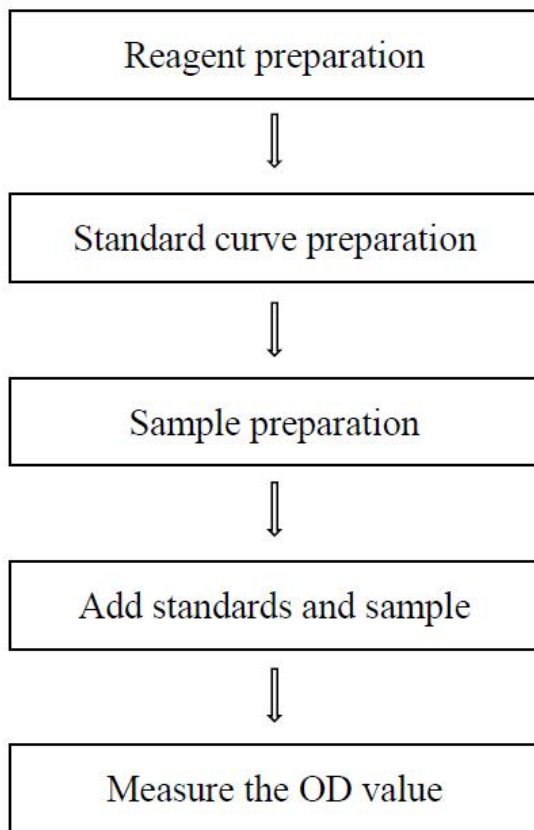 Reagent preparation
Standard curve preparation
Sample preparation
Add standards and sample
Measure the OD value